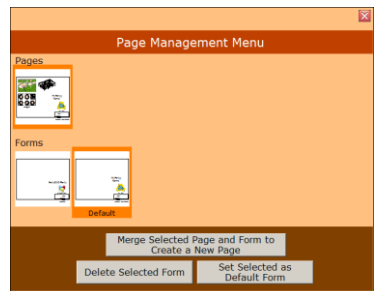 Page Management Menu
Pages
Forms
Default
Merge Selected Page and Form to
Create a New Page
Delete Selected Form
Set Selected as
Default Form